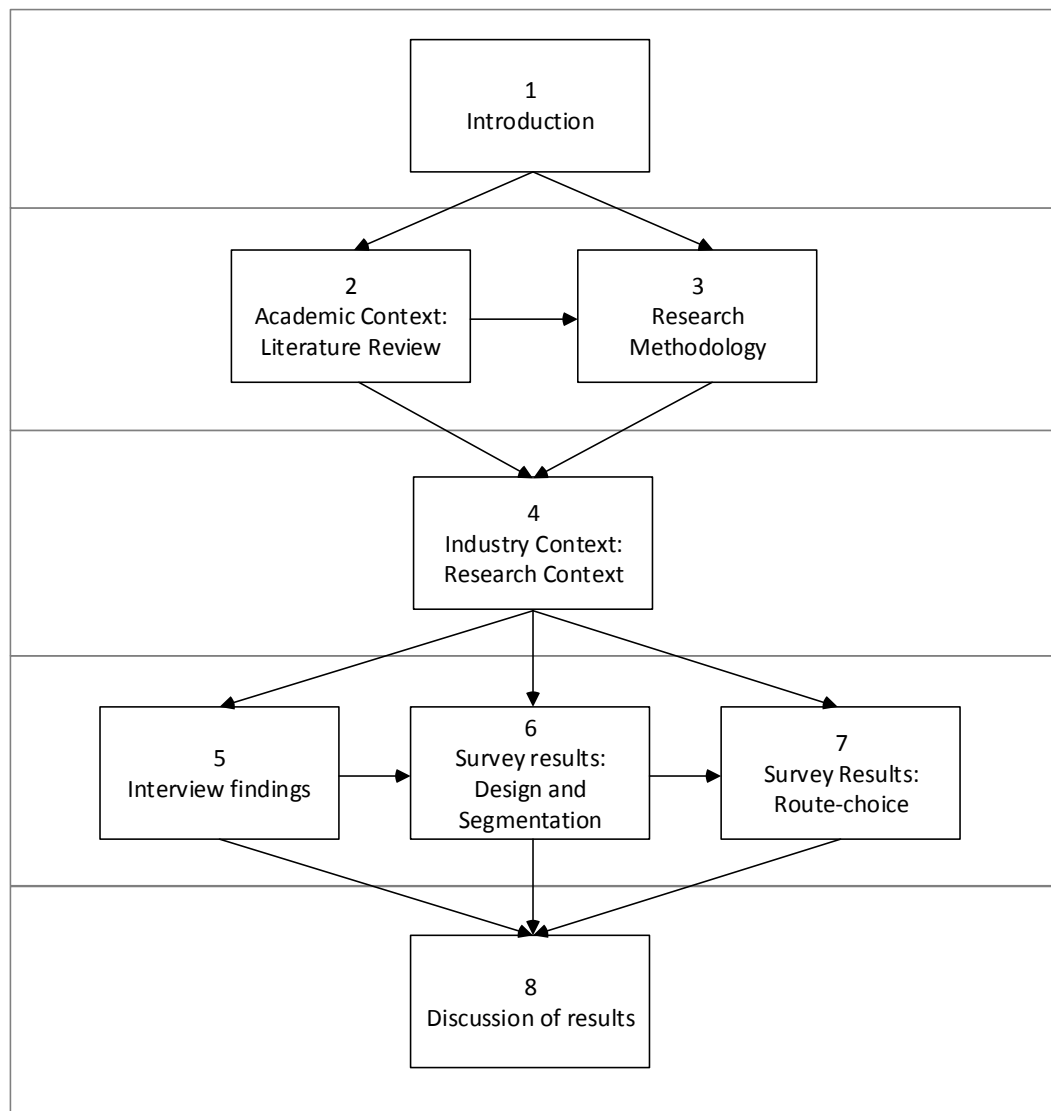 1
Introduction
2
Academic Context:
Literature Review
3
Research
Methodology
4
Industry Context:
Research Context
5
Interview findings
6
Survey results:
Design and
Segmentation
7
Survey Results:
Route-choice
8
Discussion of results